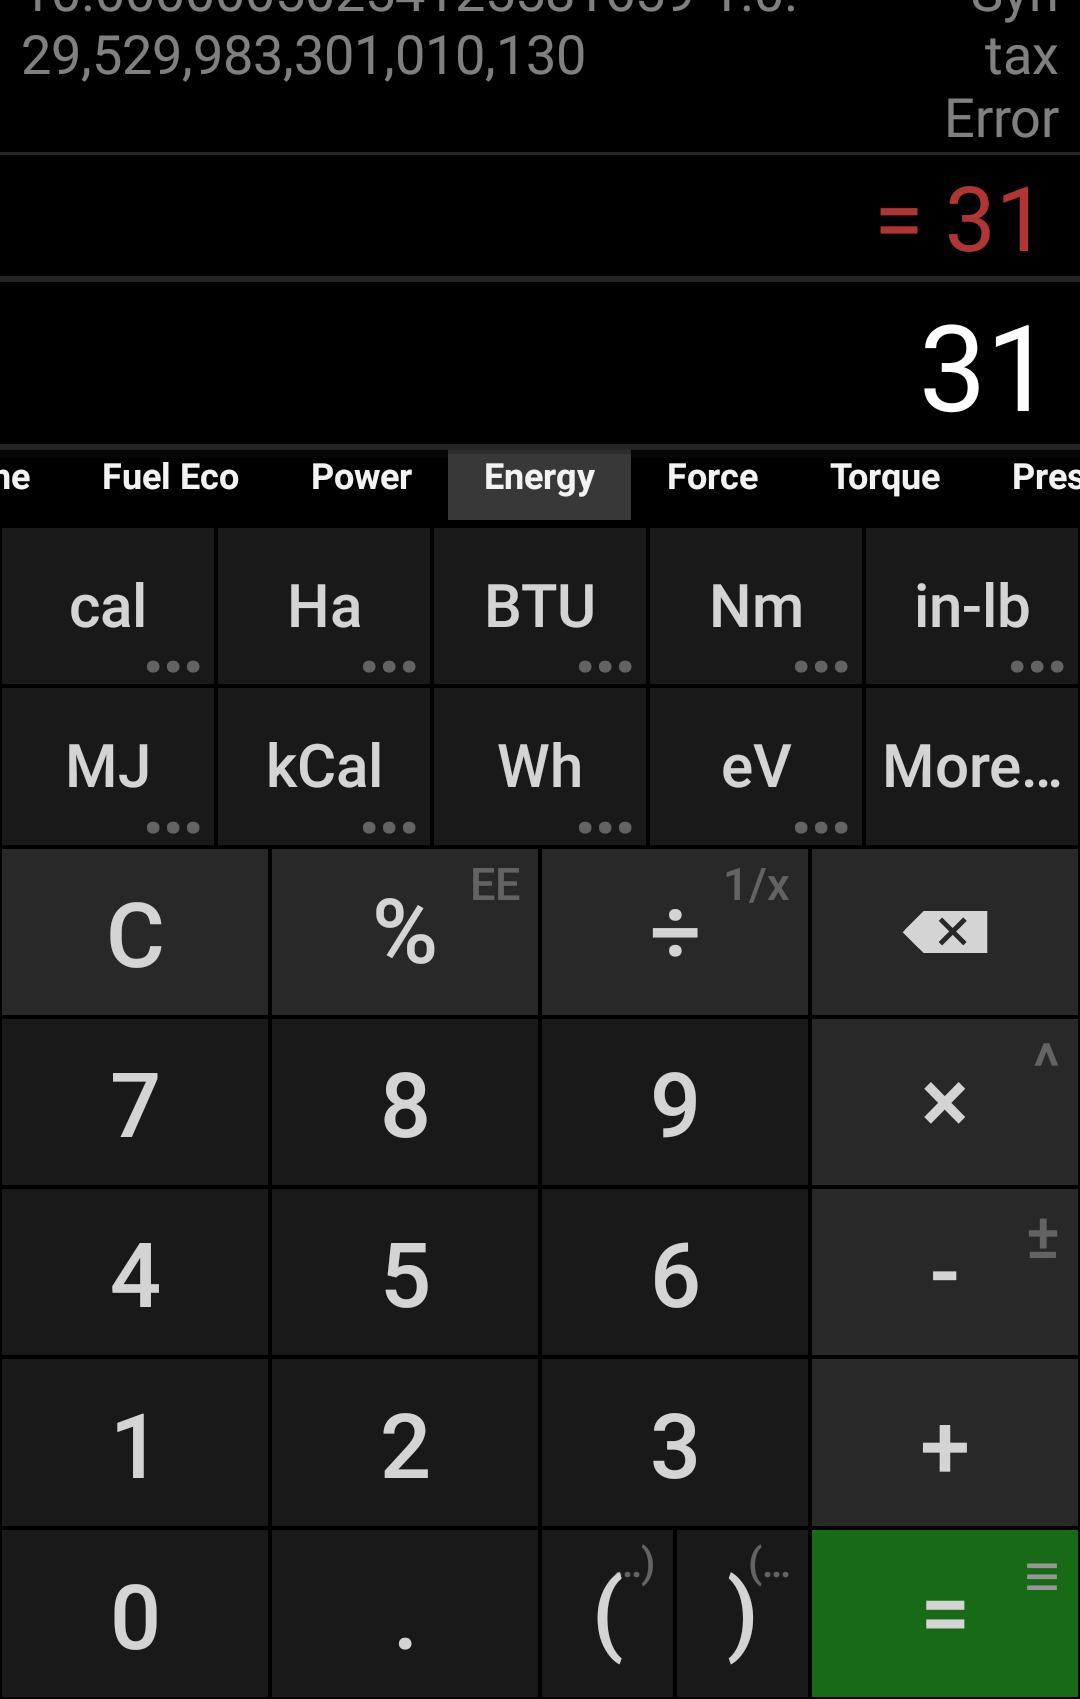 29,529,983,301,010,130 tax
Error
= 31
31
ne Fuel Eco Power Energy Force Torque Pres
cal Ha BTU Nm in-lb
MJ kCal Wh eV More...
C % EE ÷ 1/x
7 8 9 × ^
4 5 6 - ±
1 2 3 +
0 . ( ..) ) (... = ≡